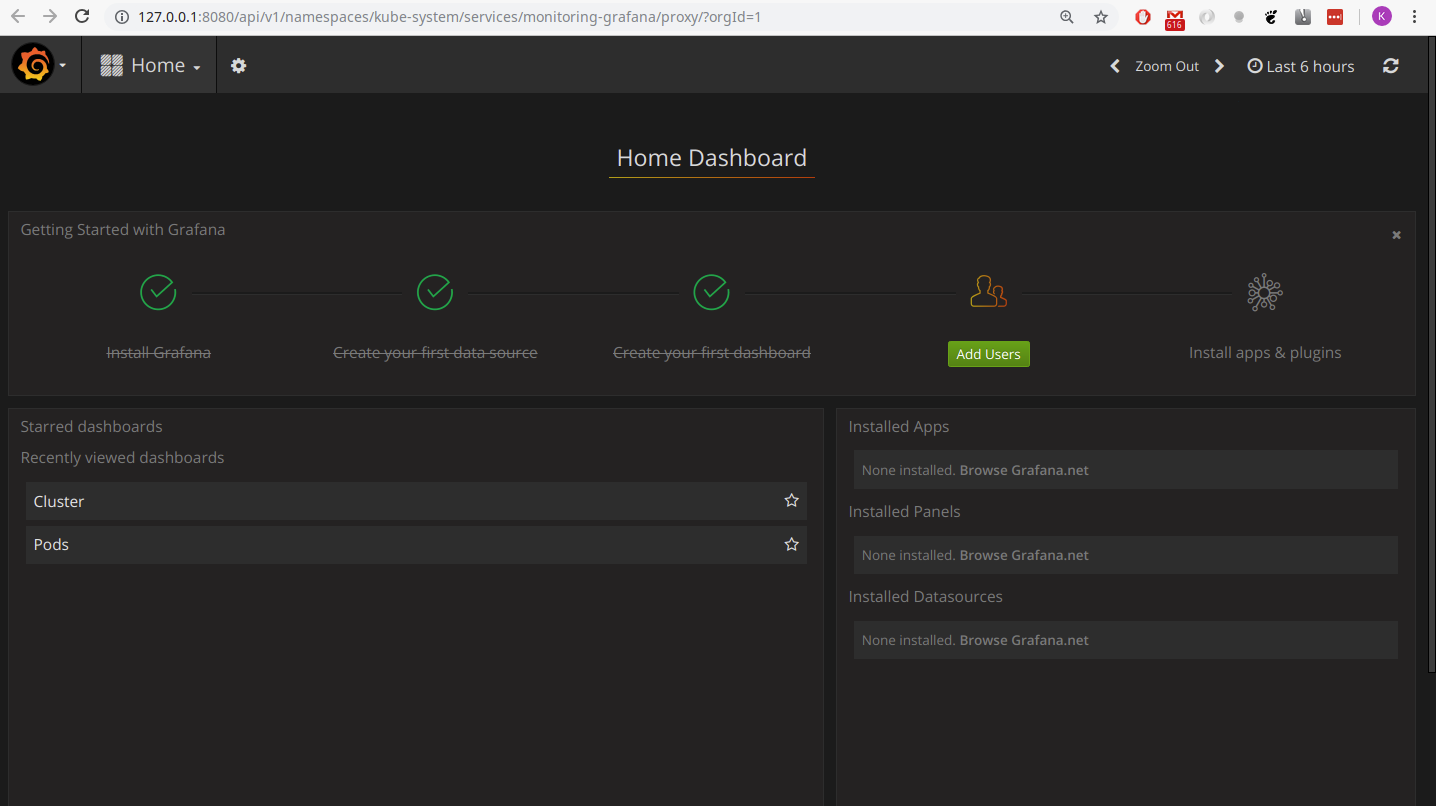 127.0.0.1:8080/api/v1/namespaces/kube-system/services/monitoring-grafana/proxy/?orgId=1
616
K
Home
Zoom Out
Last 6 hours
Home Dashboard
Getting Started with Grafana
Install Grafana
Create your first data source
Create your first dashboard
Add Users
Install apps & plugins
Starred dashboards
Recently viewed dashboards
Cluster
Pods
Installed Apps
None installed. Browse Grafana.net
Installed Panels
None installed. Browse Grafana.net
Installed Datasources
None installed. Browse Grafana.net